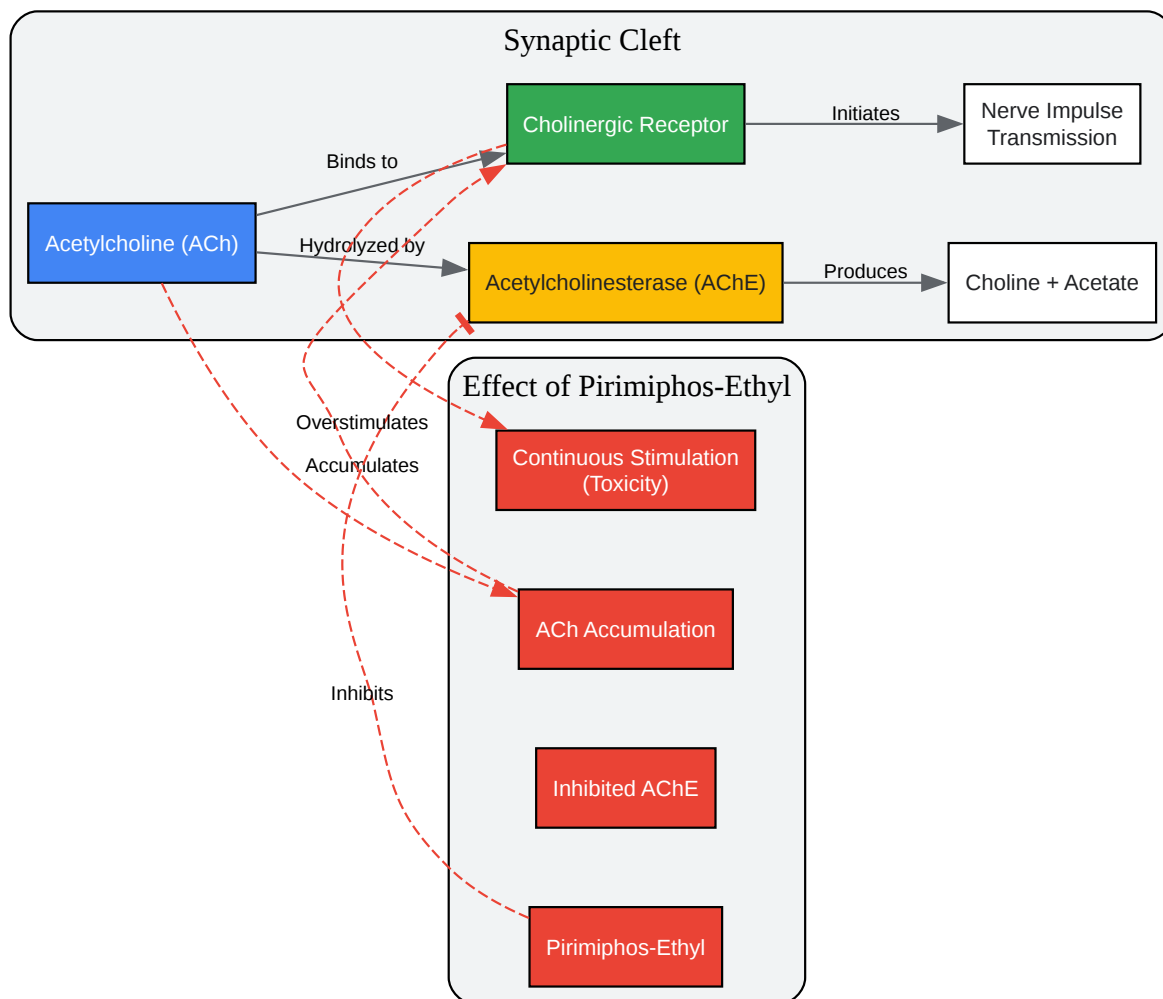 Synaptic Cleft
Cholinergic Receptor
Initiates
Nerve Impulse
Transmission
Binds to
Acetylcholine (ACh)
Hydrolyzed by
Acetylcholinesterase (AChE)
Produces
Choline + Acetate
Effect of Pirimiphos-Ethyl
Overstimulates
Continuous Stimulation
(Toxicity)
Accumulates
ACh Accumulation
Inhibits
Inhibited AChE
Pirimiphos-Ethyl